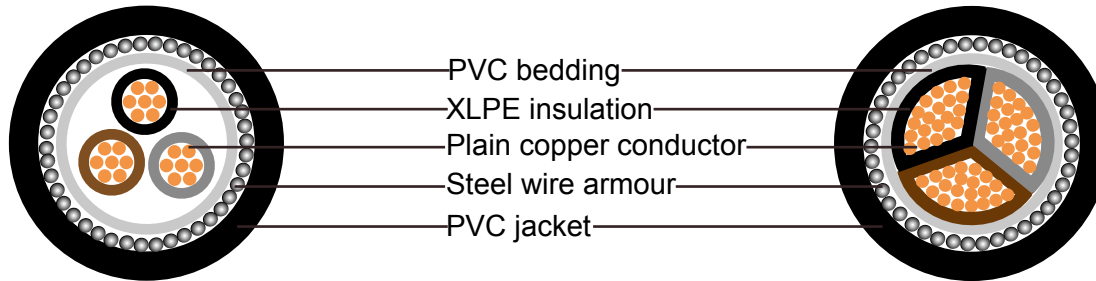 PVC bedding
XLPE insulation
Plain copper conductor
Steel wire armour
PVC jacket